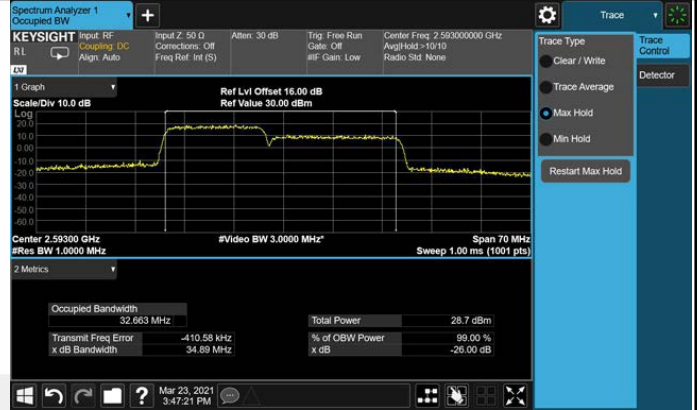 Spectrum Analyzer 1
Occupied BW
Trace
KEYSIGHT
RL
LXI
Input: RF
Coupling: DC
Align: Auto
Input Z: 50 Ω
Corrections: Off
Freq Ref: Int (S)
Atten: 30 dB
Trig: Free Run
Gate: Off
#IF Gain: Low
Center Freq: 2.593000000 GHz
Avg|Hold:>10/10
Radio Std: None
Trace Type
Clear / Write
Trace Average
Max Hold
Min Hold
Restart Max Hold
Trace
Control
Detector
1 Graph
Scale/Div 10.0 dB
Ref Lvl Offset 16.00 dB
Ref Value 30.00 dBm
Log
20.0
10.0
0.00
-10.0
-20.0
-30.0
-40.0
-50.0
-60.0
Center 2.59300 GHz
#Video BW 3.0000 MHz*
Span 70 MHz
#Res BW 1.0000 MHz
Sweep 1.00 ms (1001 pts)
2 Metrics
Occupied Bandwidth
32.663 MHz
Total Power 28.7 dBm
Transmit Freq Error -410.58 kHz
% of OBW Power 99.00 %
x dB Bandwidth 34.89 MHz
x dB -26.00 dB
?
Mar 23, 2021
3:47:21 PM